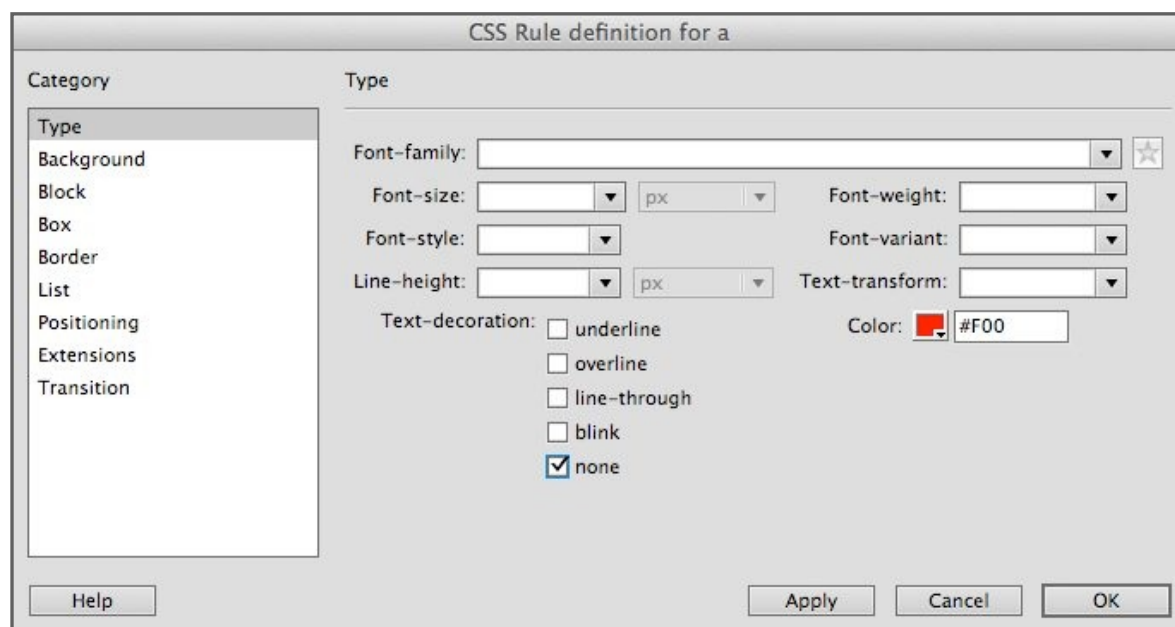 CSS Rule definition for a
Category
Type
Background
Block
Box
Border
List
Positioning
Extensions
Transition
Type
Font-family:
Font-size: px Font-weight:
Font-style: Font-variant:
Line-height: px Text-transform:
Text-decoration: underline Color: #F00
overline
line-through
blink
none
Help Apply Cancel OK